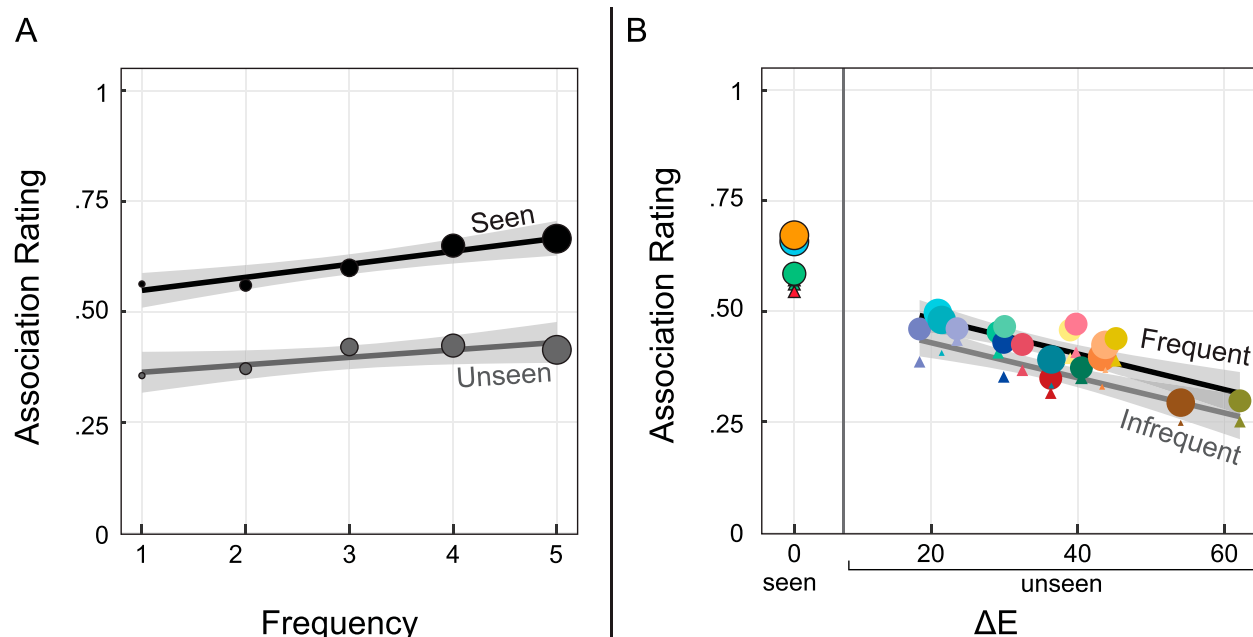 A
Association Rating
1
.75
.50
.25
0
Seen
Unseen
1 2 3 4 5
Frequency
B
Association Rating
1
.75
.50
.25
0
Frequent
Infrequent
0 20 40 60
seen unseen
ΔE